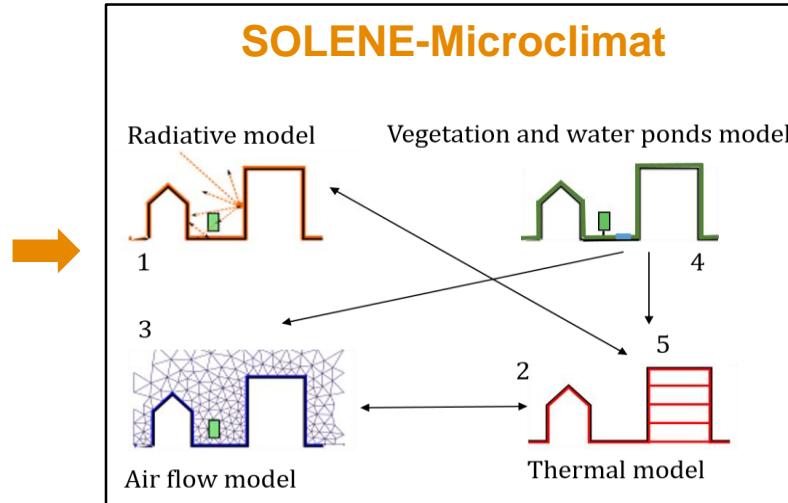 SOLENE-Microclimat
Radiative model
Vegetation and water ponds model
1
4
3
5
2
Air flow model
Thermal model